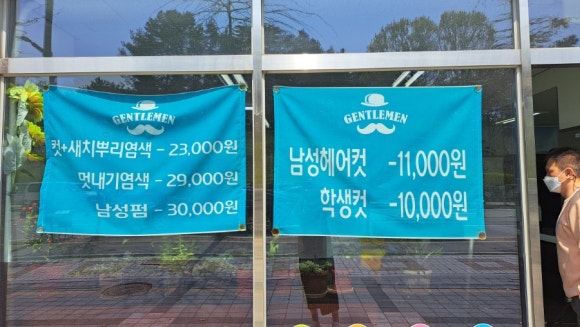 GENTLEMEN
컷+새치뿌리염색 - 23,000원
멋내기염색 - 29,000원
남성펌 - 30,000원
GENTLEMEN
남성헤어컷 -11,000원
학생컷 -10,000원